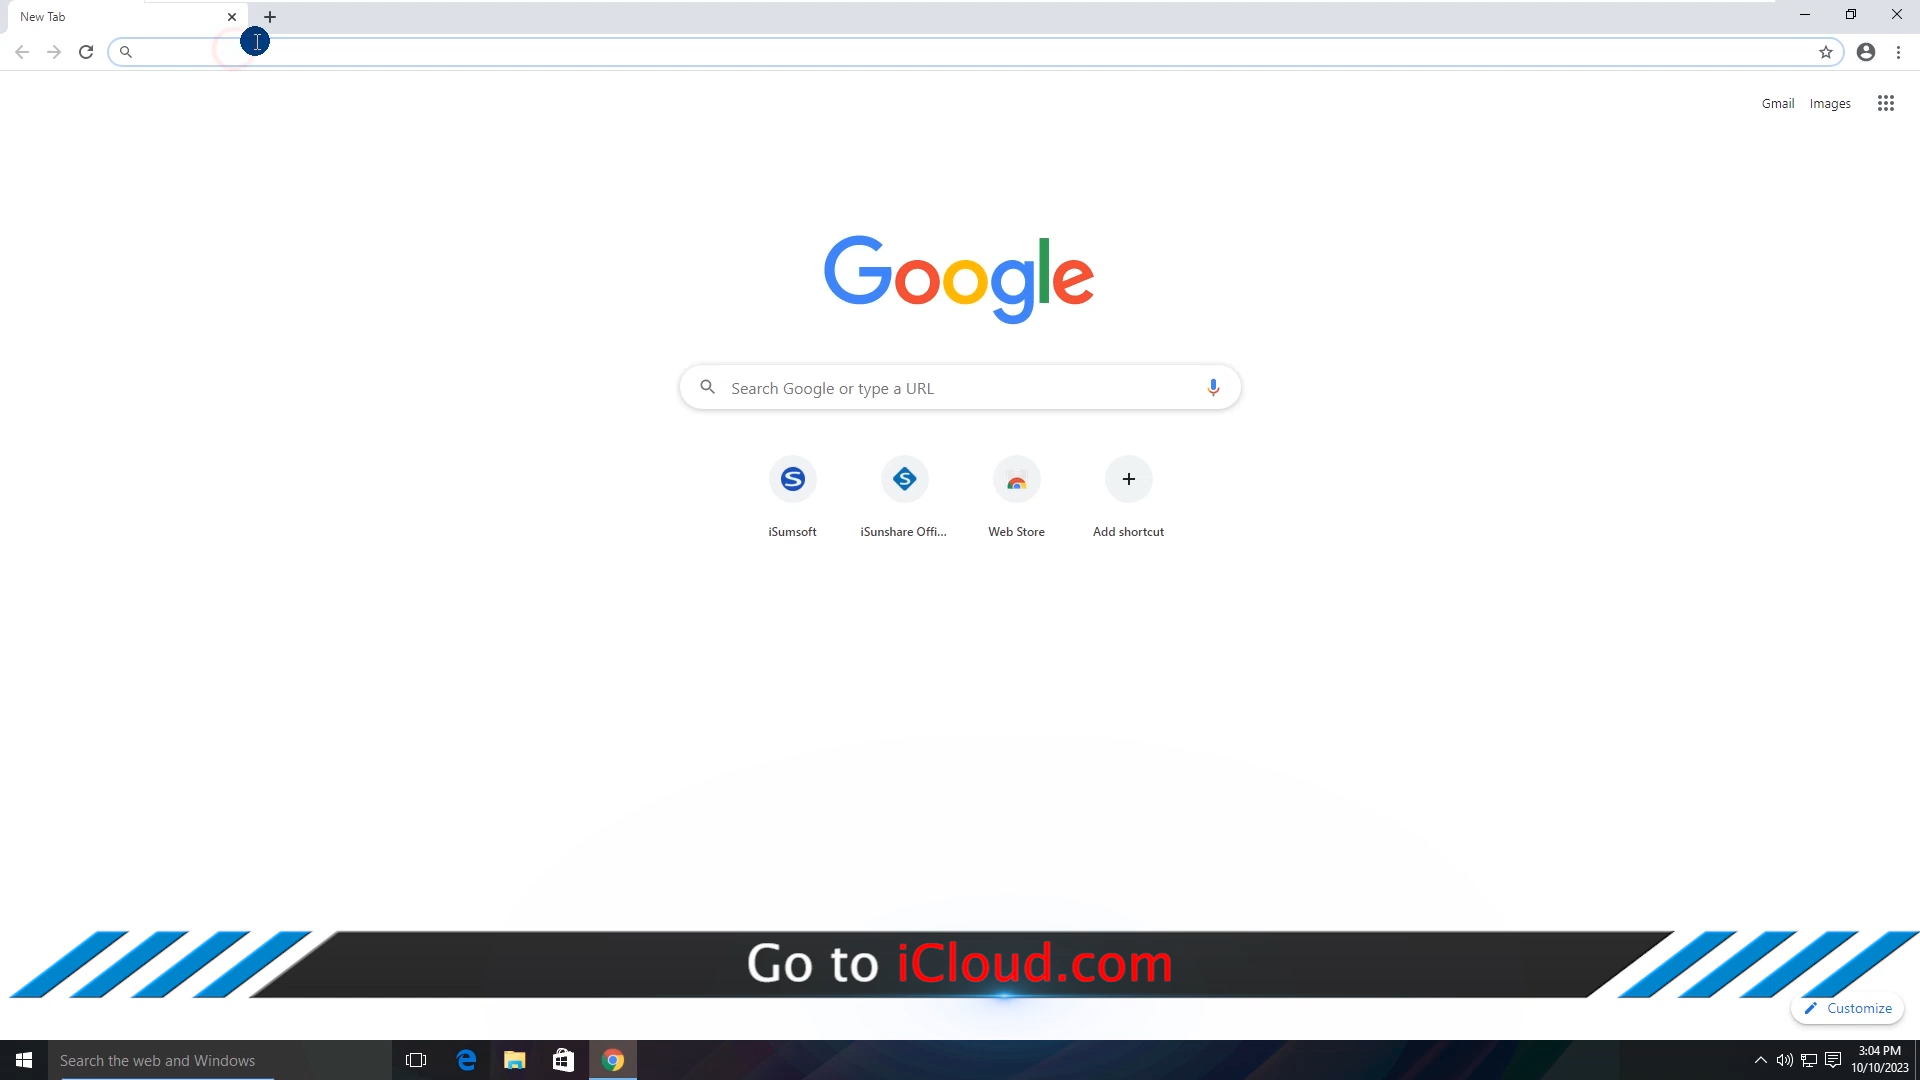 New Tab
Gmail Images
Google
Search Google or type a URL
iSumsoft
iSunshare Offi...
Web Store
Add shortcut
Go to iCloud.com
Customize
Search the web and Windows
3:04 PM
10/10/2023